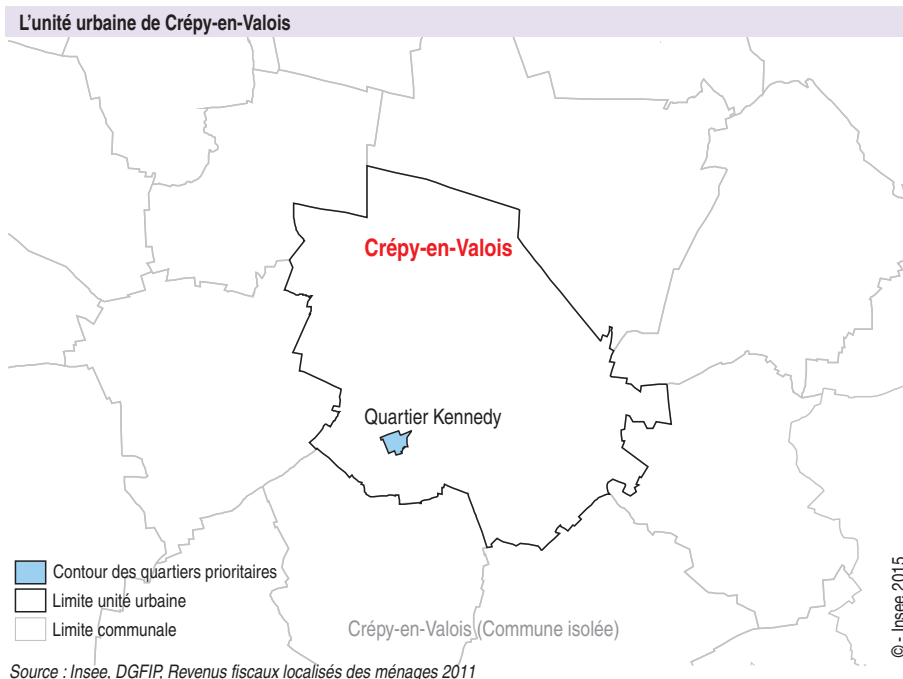 L'unité urbaine de Crépy-en-Valois
Crépy-en-Valois
Quartier Kennedy
Contour des quartiers prioritaires
Limite unité urbaine
Limite communale
Crépy-en-Valois (Commune isolée)
© - Insee 2015
Source : Insee, DGFIP, Revenus fiscaux localisés des ménages 2011